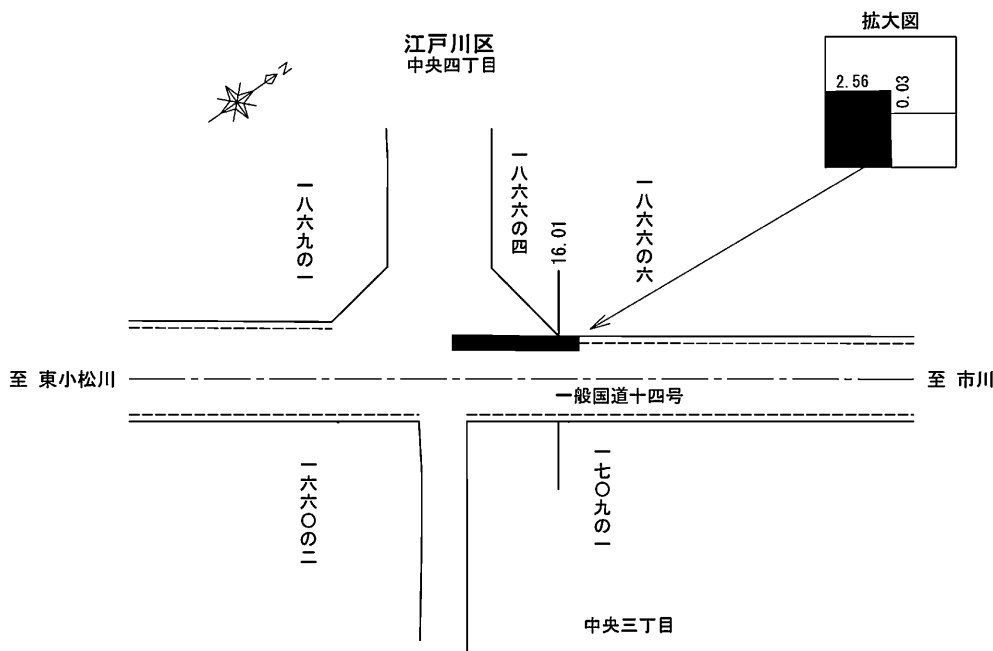 拡大図
江戸川区
中央四丁目
N
2.56
0.03
一八六九の一
一八六六の四
16.01
一八六六の六
至 東小松川
至 市川
一般国道十四号
一六六〇の二
一七〇九の一
中央三丁目